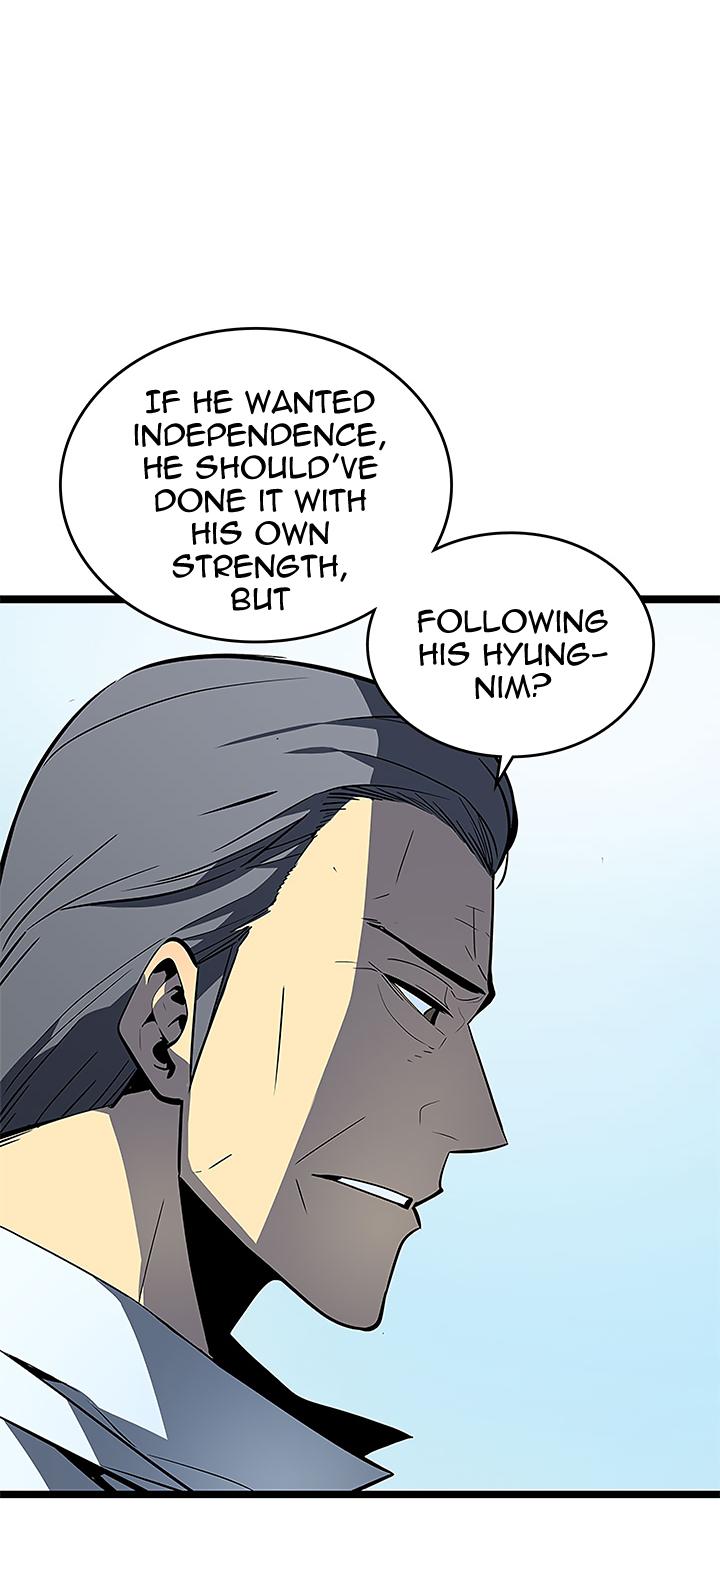 IF HE WANTED
INDEPENDENCE,
HE SHOULD'VE
DONE IT WITH
HIS OWN
STRENGTH,
BUT
FOLLOWING
HIS HYUNG-
NIM?